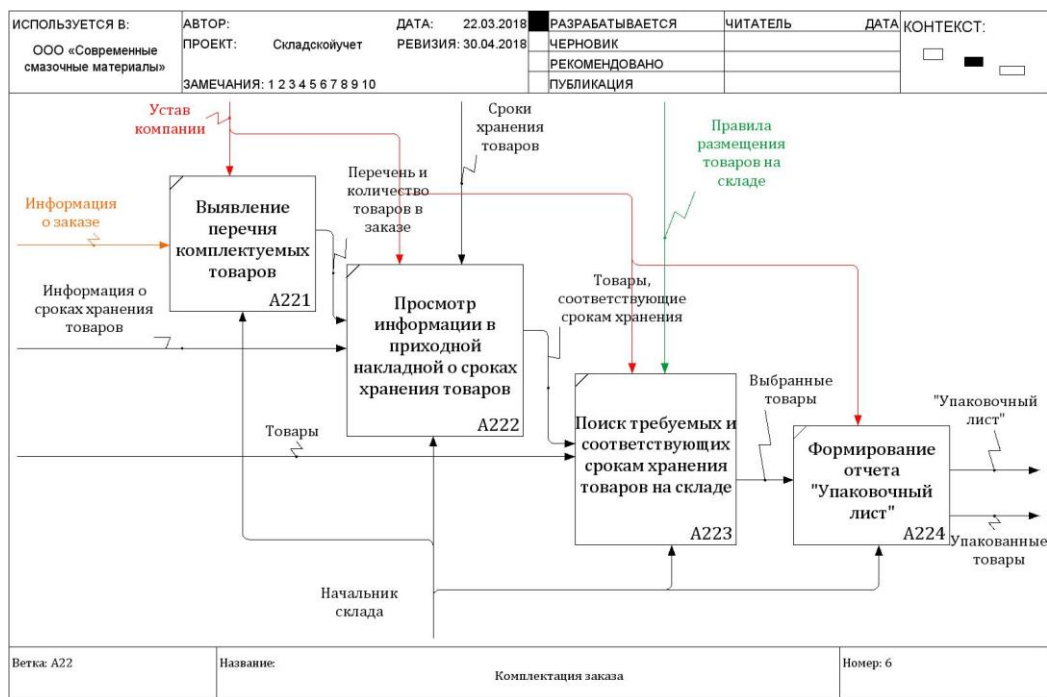 ИСПОЛЬЗУЕТСЯ В:
ООО «Современные
смазочные материалы»
АВТОР:
ДАТА: 22.03.2018
ПРОЕКТ: Складскойучет
РЕВИЗИЯ: 30.04.2018
ЗАМЕЧАНИЯ: 1 2 3 4 5 6 7 8 9 10
РАЗРАБАТЫВАЕТСЯ
ЧЕРНОВИК
РЕКОМЕНДОВАНО
ПУБЛИКАЦИЯ
ЧИТАТЕЛЬ
ДАТА
КОНТЕКСТ:
Устав
компании
Сроки
хранения
товаров
Правила
размещения
товаров на
складе
Перечень и
количество
товаров в
заказе
Информация
о заказе
Выявление
перечня
комплектуемых
товаров
A221
Информация о
сроках хранения
товаров
Просмотр
информации в
приходной
накладной о сроках
хранения товаров
A222
Товары,
соответствующие
срокам хранения
Товары
Поиск требуемых и
соответствующих
срокам хранения
товаров на складе
A223
Выбранные
товары
Формирование
отчета
"Упаковочный
лист"
A224
"Упаковочный
лист"
Упакованные
товары
Начальник
склада
Ветка: A22
Название:
Комплектация заказа
Номер: 6